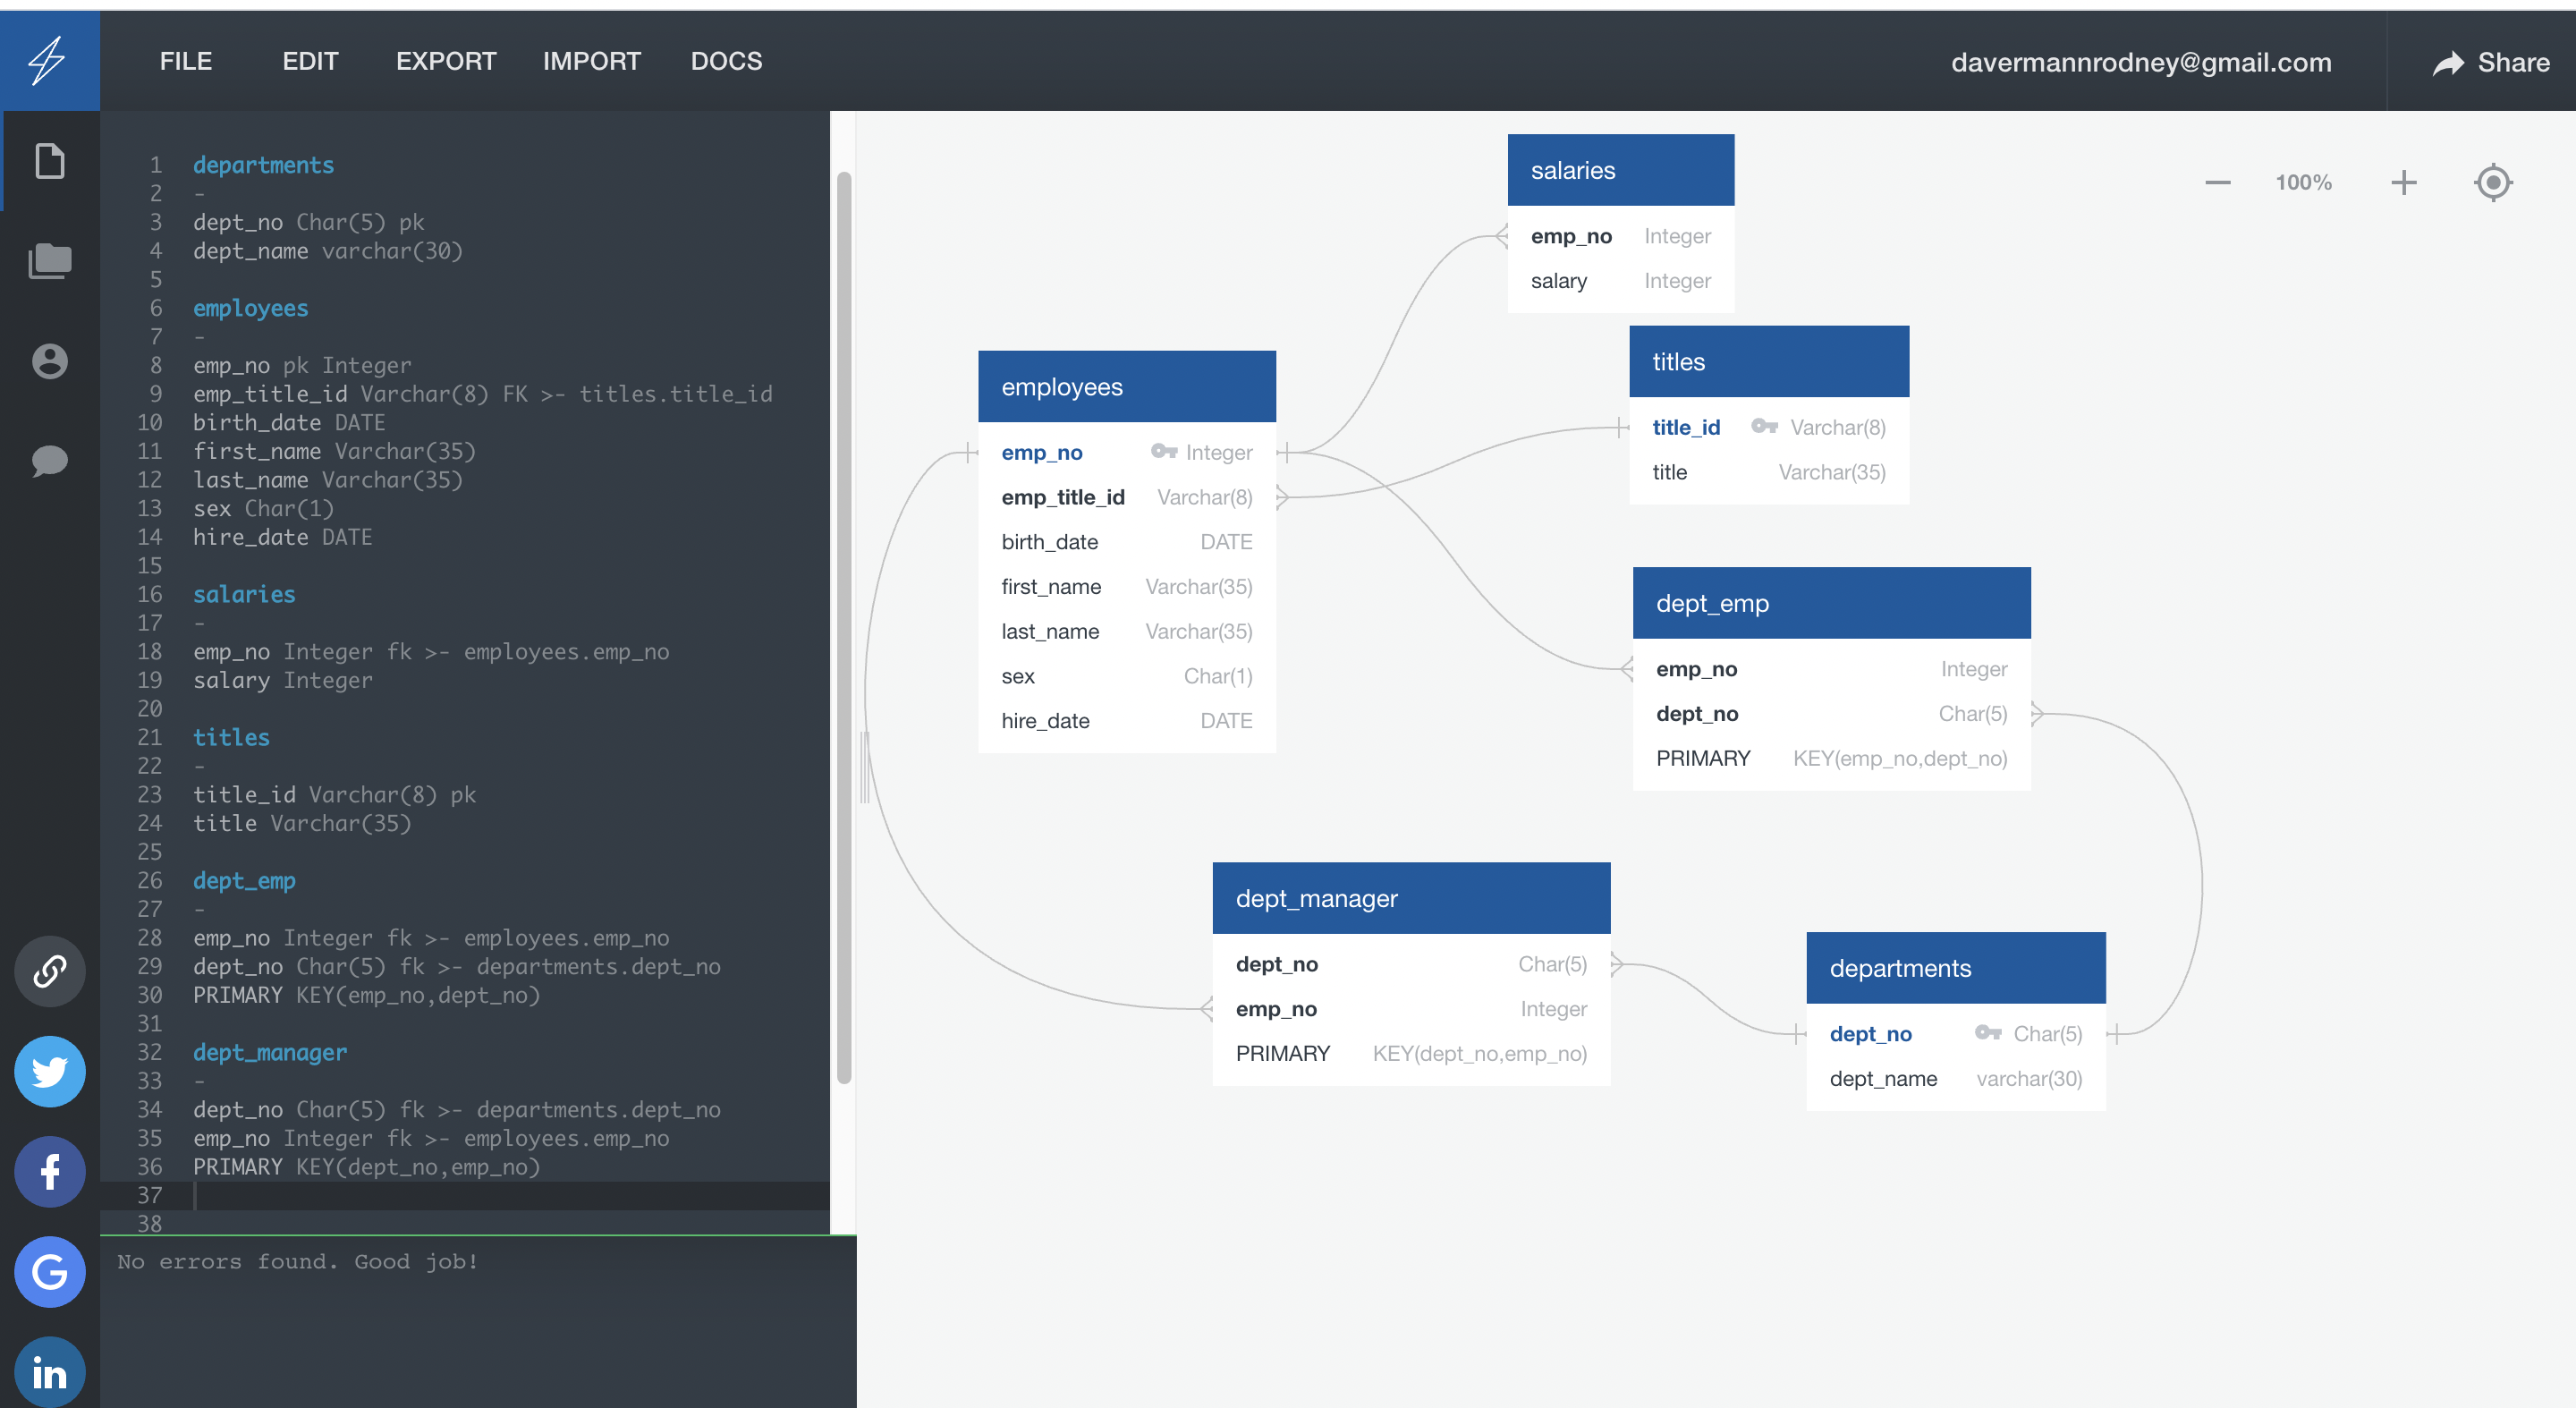 FILE EDIT EXPORT IMPORT DOCS davermannrodney@gmail.com Share
1 departments
2 -
3 dept_no Char(5) pk
4 dept_name varchar(30)
5
6 employees
7 -
8 emp_no pk Integer
9 emp_title_id Varchar(8) FK >- titles.title_id
10 birth_date DATE
11 first_name Varchar(35)
12 last_name Varchar(35)
13 sex Char(1)
14 hire_date DATE
15
16 salaries
17 -
18 emp_no Integer fk >- employees.emp_no
19 salary Integer
20
21 titles
22 -
23 title_id Varchar(8) pk
24 title Varchar(35)
25
26 dept_emp
27 -
28 emp_no Integer fk >- employees.emp_no
29 dept_no Char(5) fk >- departments.dept_no
30 PRIMARY KEY(emp_no,dept_no)
31
32 dept_manager
33 -
34 dept_no Char(5) fk >- departments.dept_no
35 emp_no Integer fk >- employees.emp_no
36 PRIMARY KEY(dept_no,emp_no)
37
38
No errors found. Good job!
100%
salaries
emp_no Integer
salary Integer
titles
title_id Varchar(8)
title Varchar(35)
employees
emp_no Integer
emp_title_id Varchar(8)
birth_date DATE
first_name Varchar(35)
last_name Varchar(35)
sex Char(1)
hire_date DATE
dept_emp
emp_no Integer
dept_no Char(5)
PRIMARY KEY(emp_no,dept_no)
dept_manager
dept_no Char(5)
emp_no Integer
PRIMARY KEY(dept_no,emp_no)
departments
dept_no Char(5)
dept_name varchar(30)
f
G
in